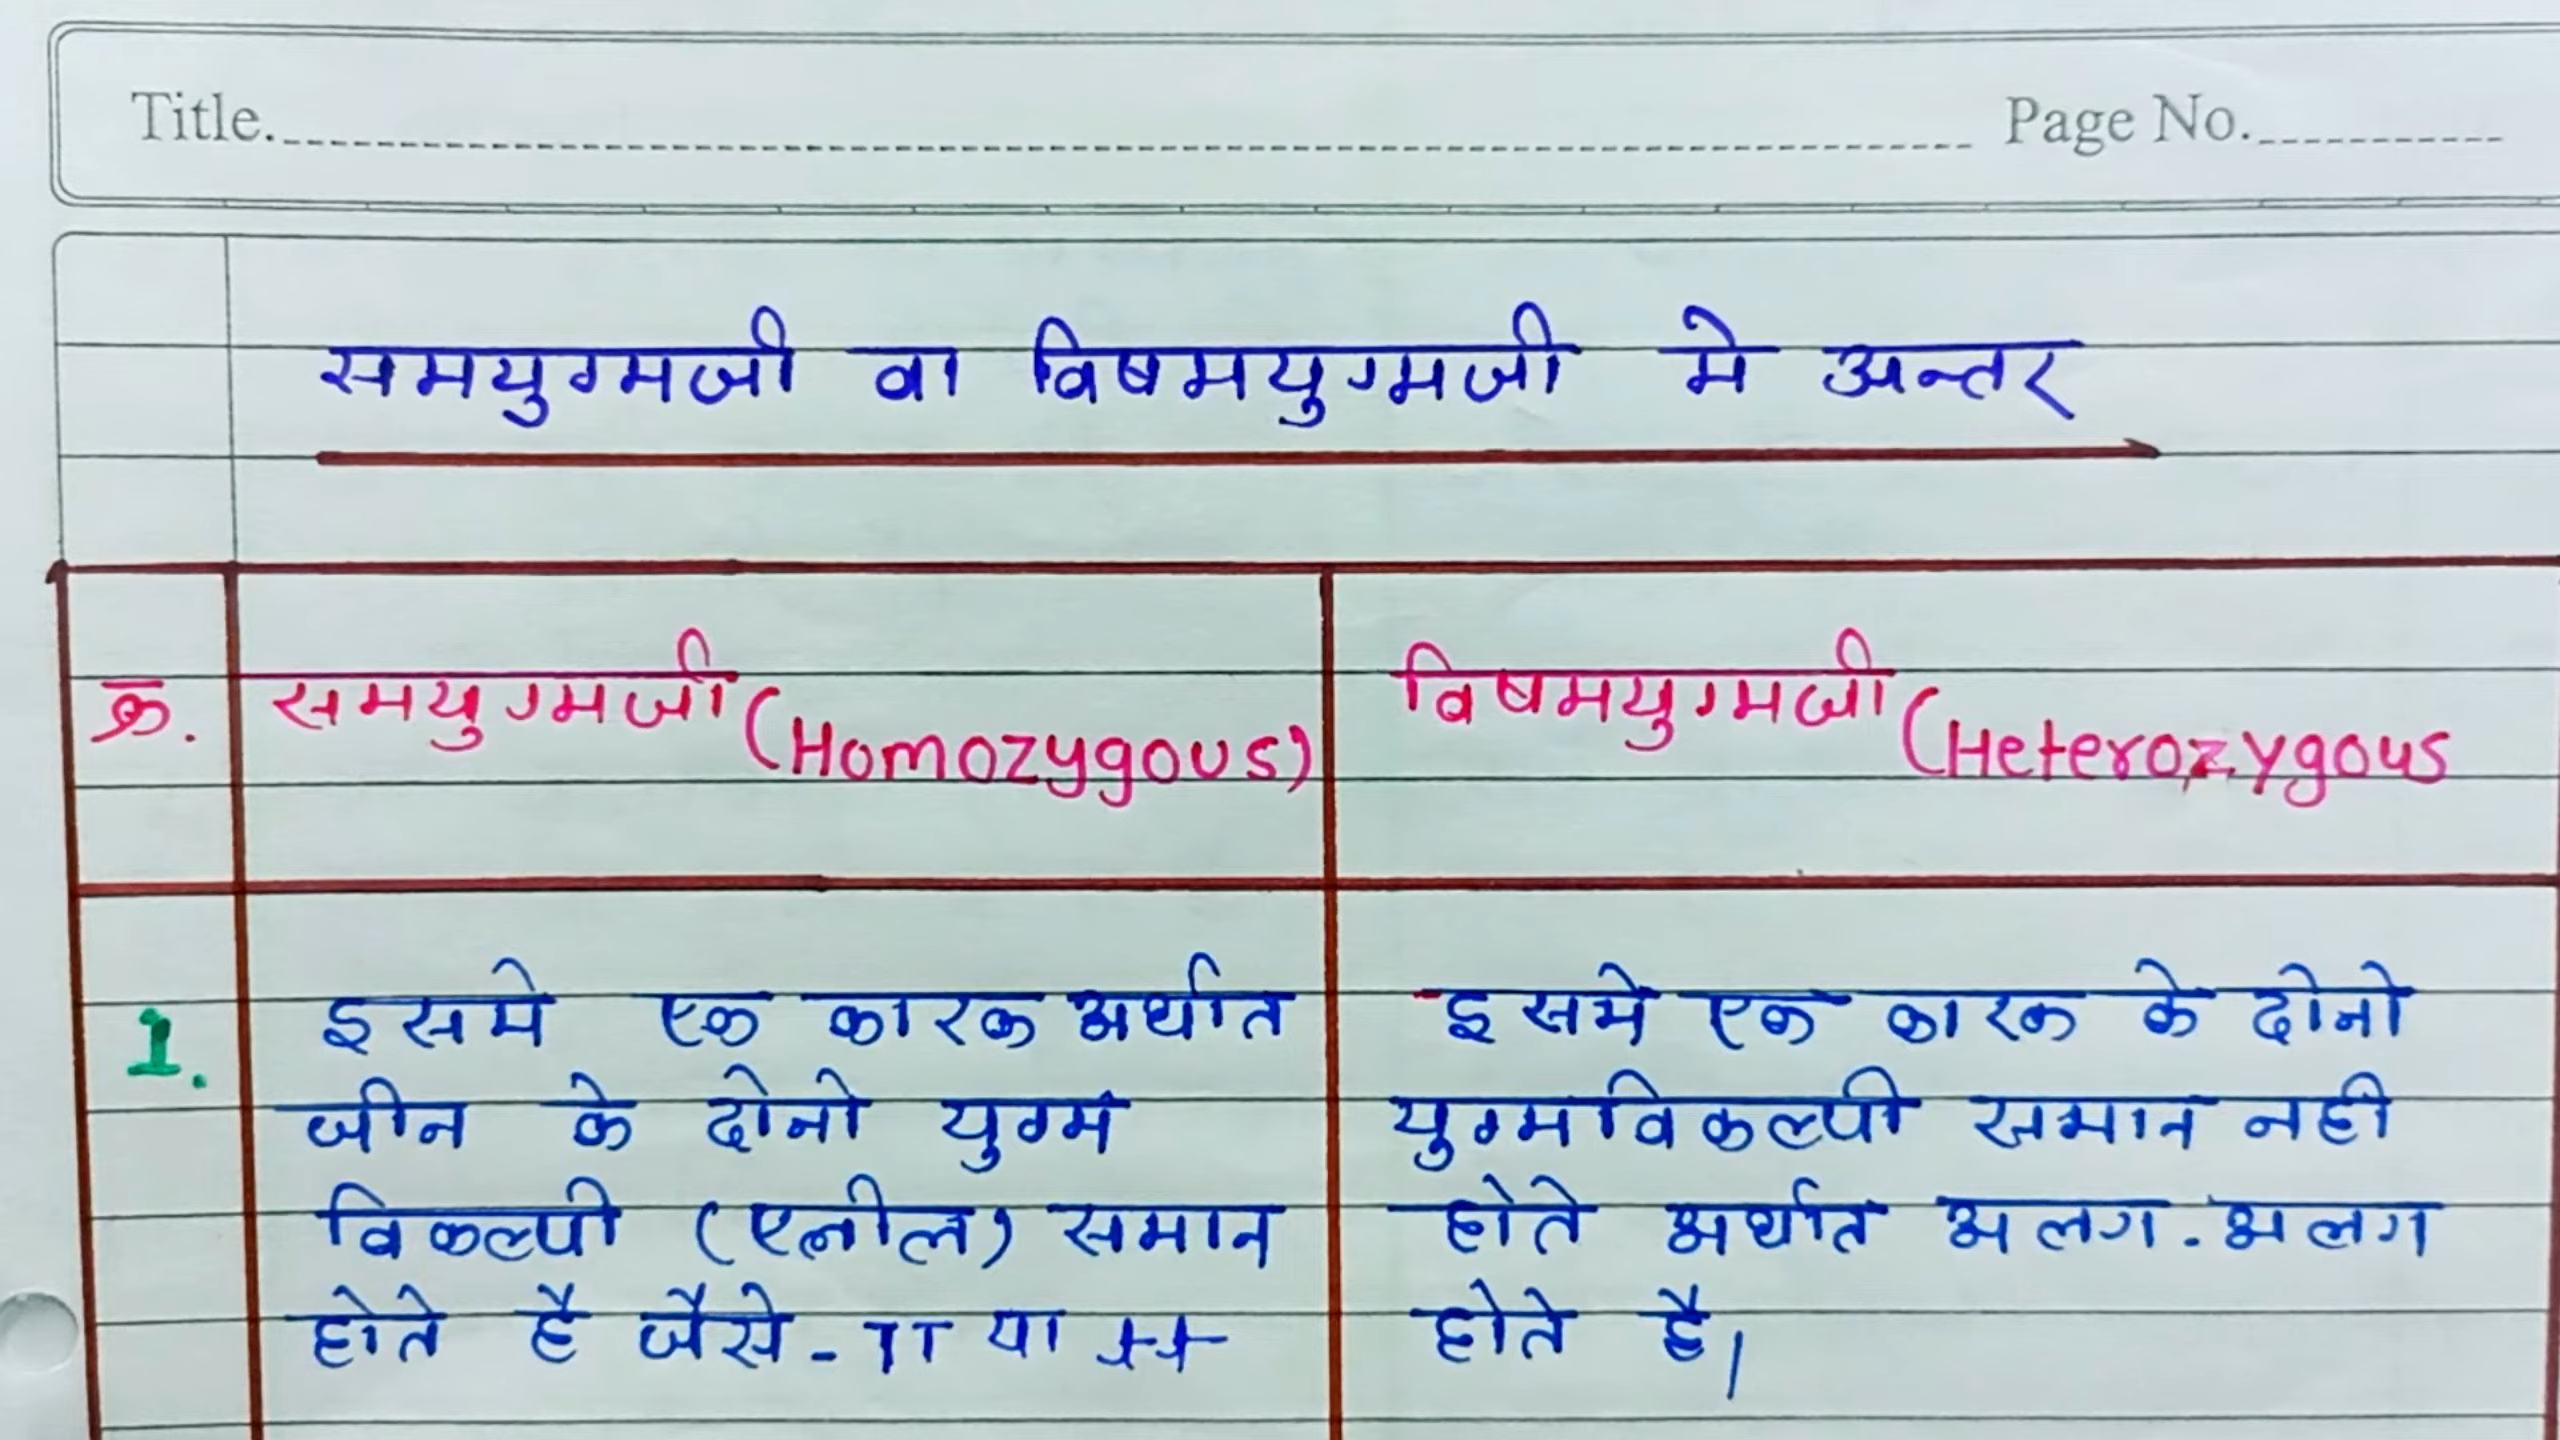 Title. Page No.
समयुग्मजी वा विषमयुग्मजी मे अन्तर
क्र. समयुग्मजी (Homozygous) विषमयुग्मजी (Heterozygous
1. इसमे एक कारक अर्थात इसमे एक कारक के दोनो
जीन के दोनो युग्म युग्मविकल्पी समान नही
विकल्पी (एलील) समान होते अर्थात अलग.अलग
होते है जैसे - TT या tt होते है।